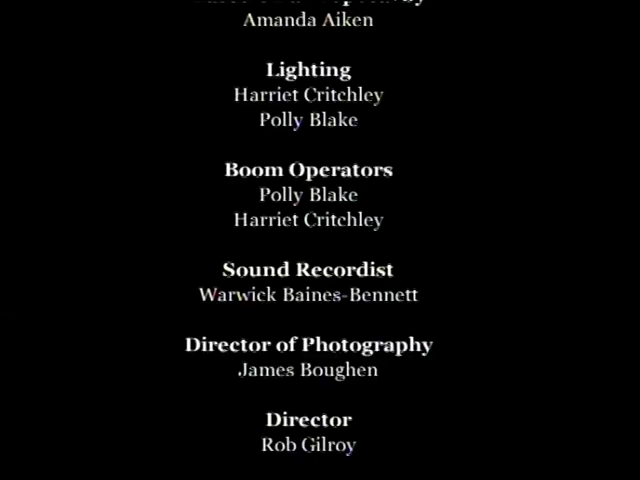 Amanda Aiken
Lighting
Harriet Critchley
Polly Blake
Boom Operators
Polly Blake
Harriet Critchley
Sound Recordist
Warwick Baines-Bennett
Director of Photography
James Boughen
Director
Rob Gilroy